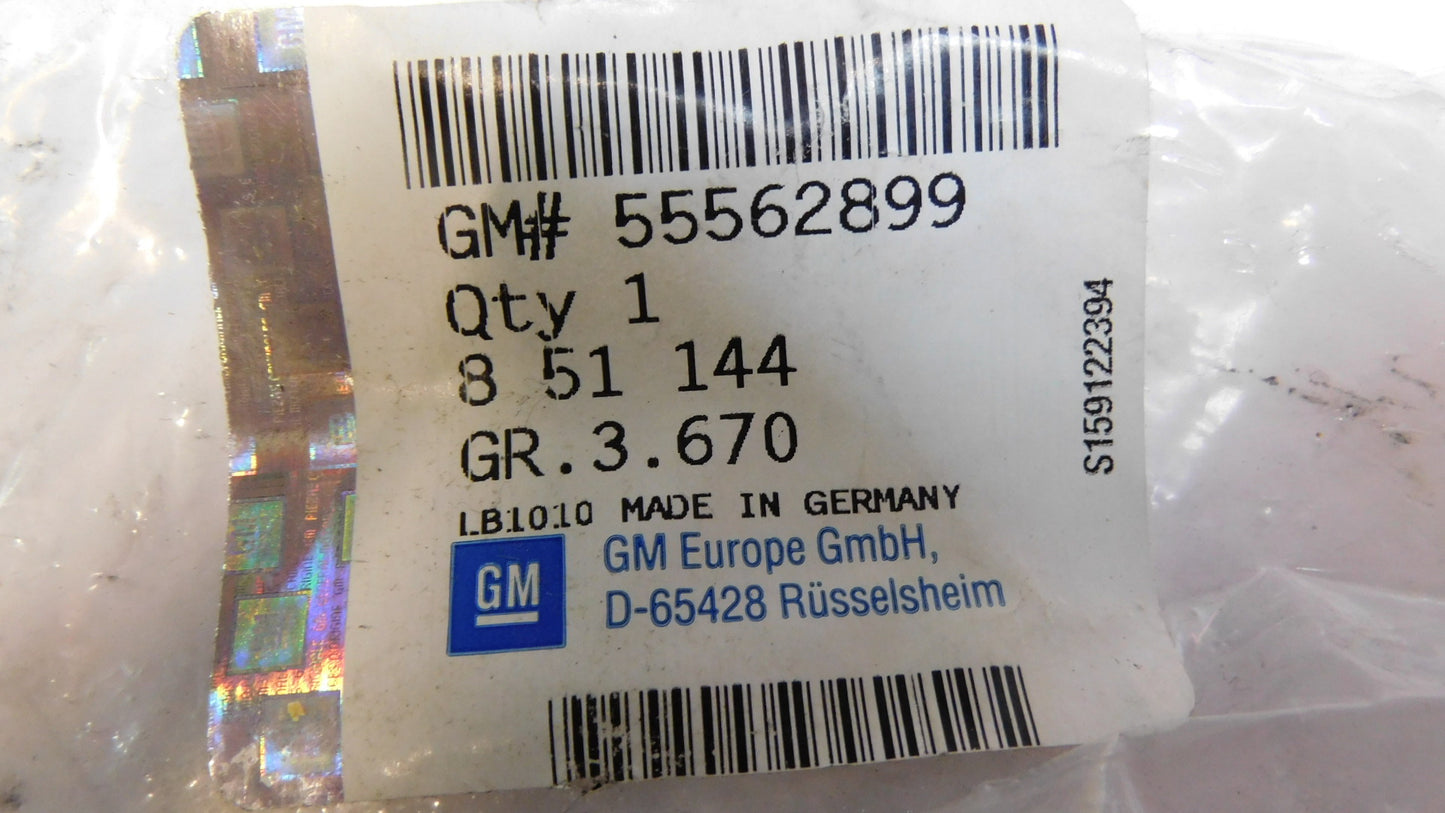 GM# 55562899
Qty 1
8 51 144
GR.3.670
LB1010 MADE IN GERMANY
GM
GM Europe GmbH,
D-65428 Rüsselsheim
S159122394